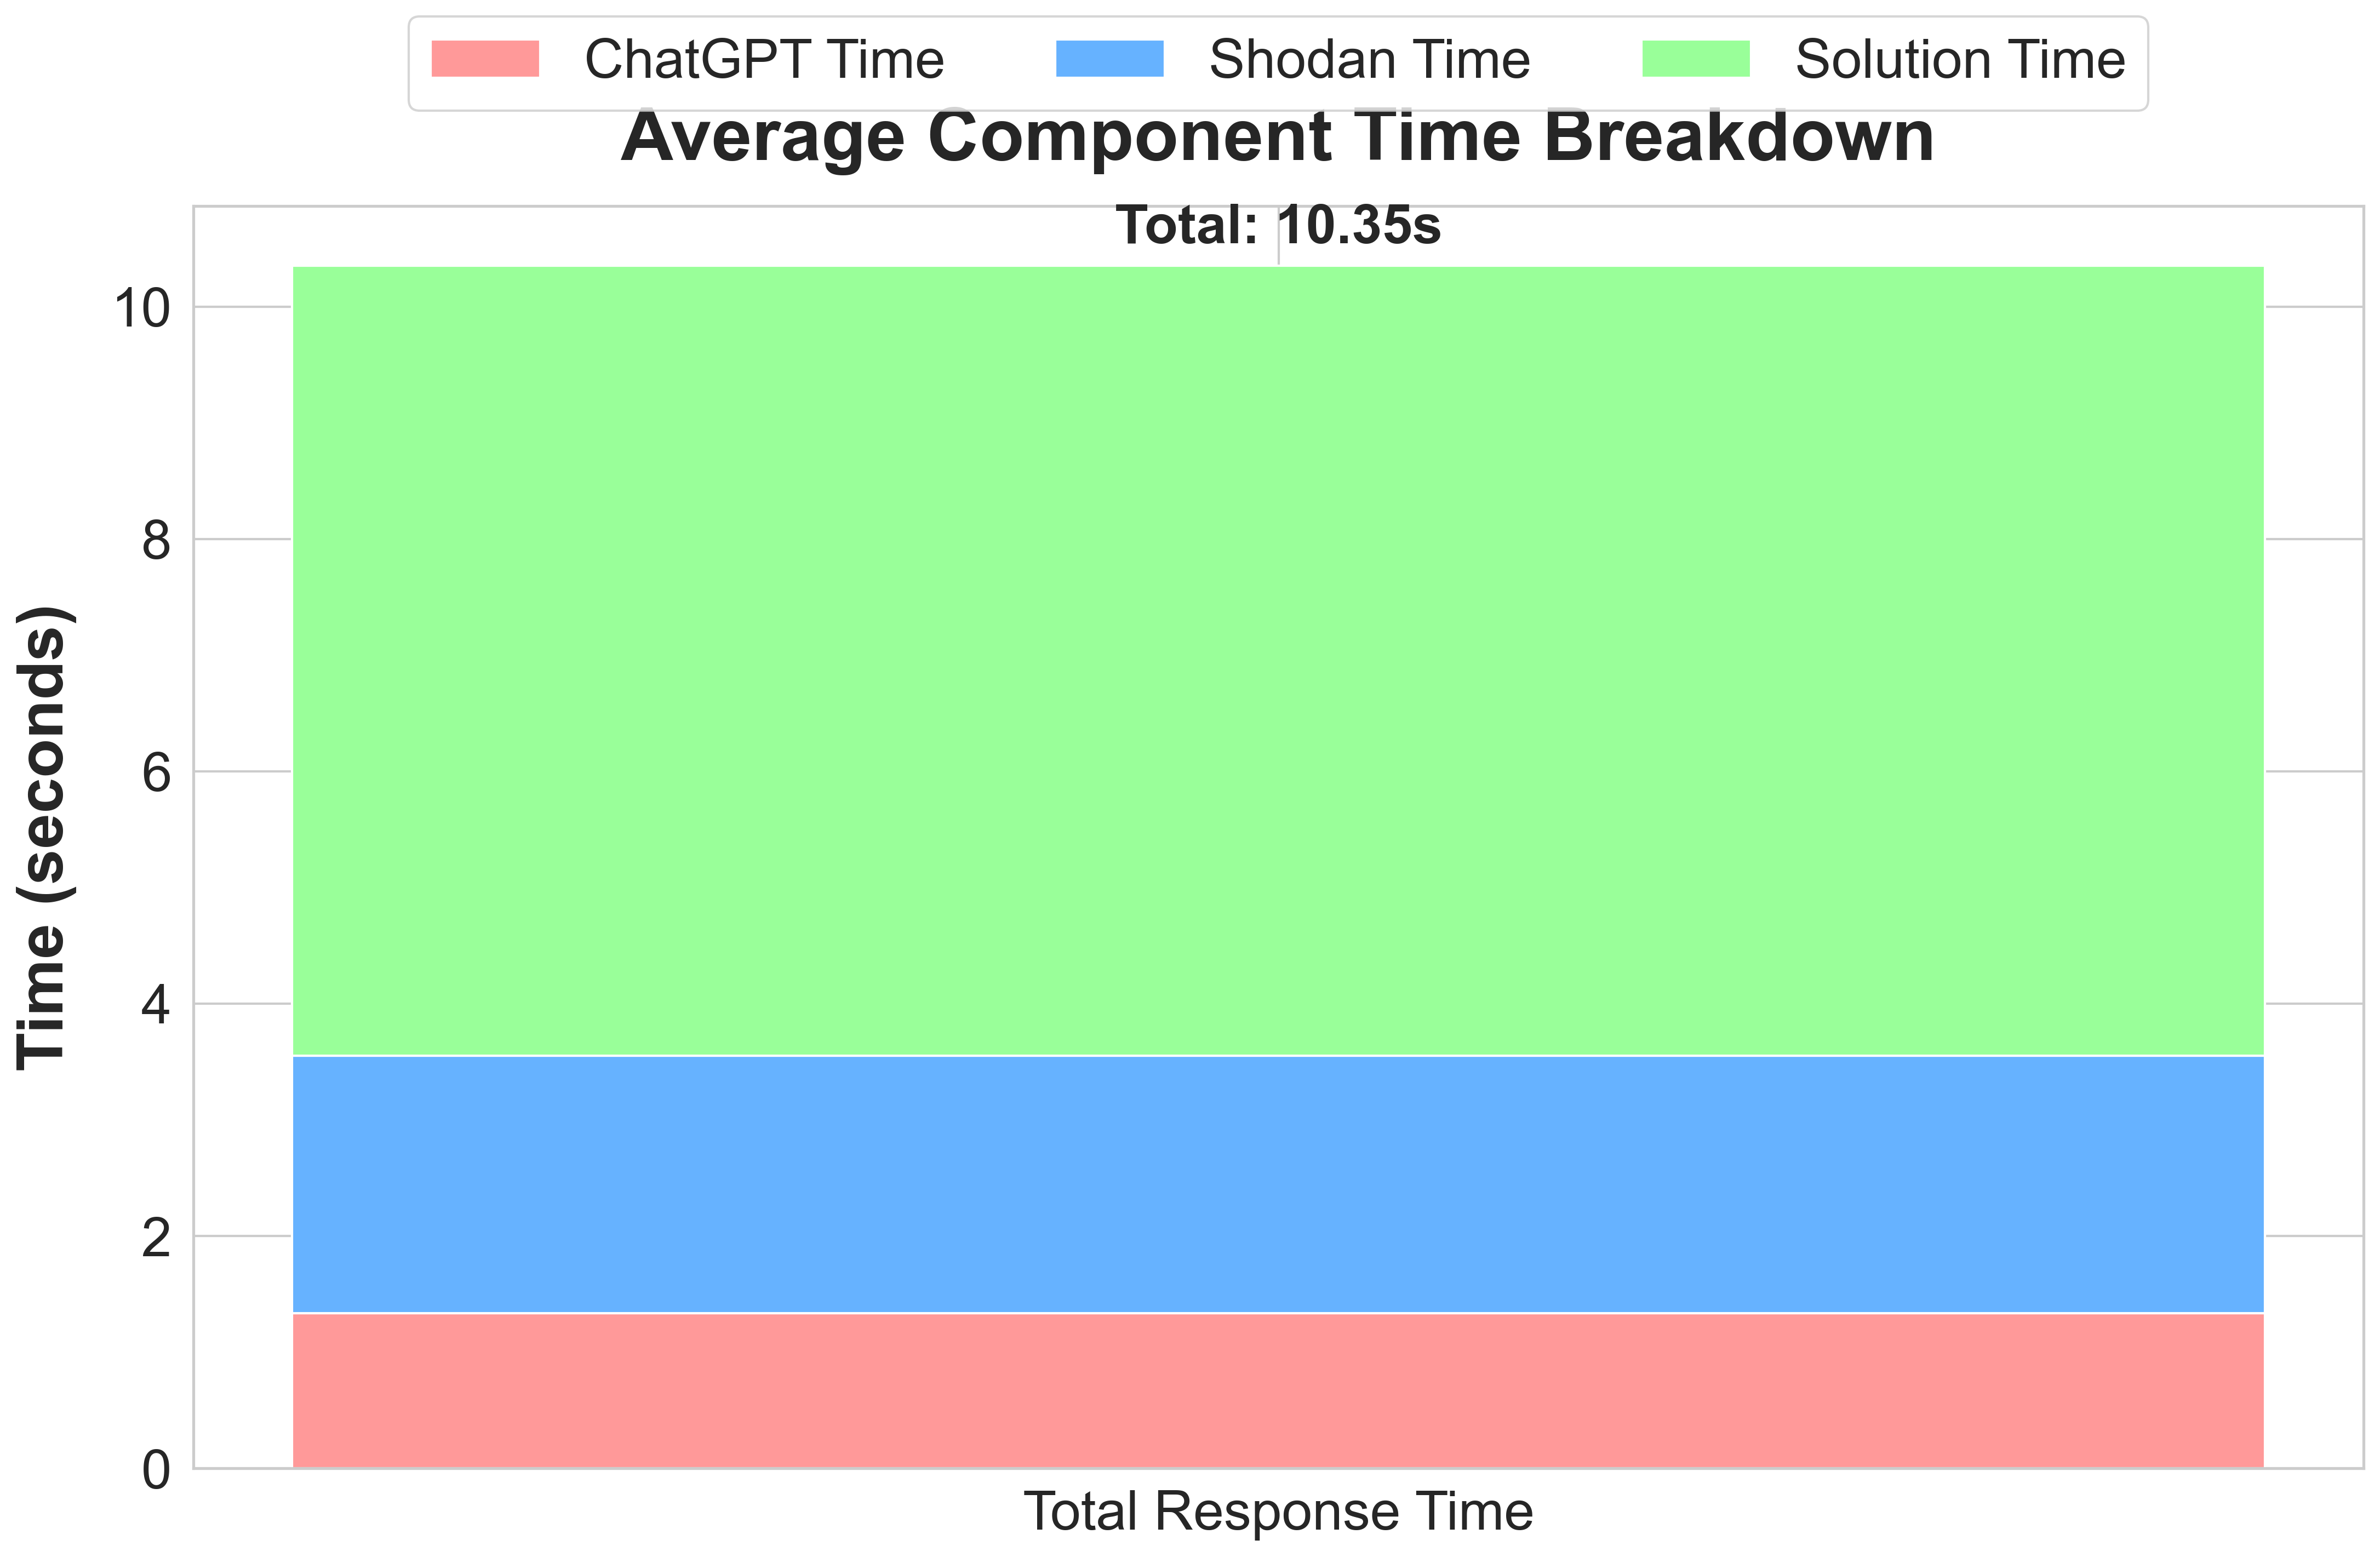 ChatGPT Time Shodan Time Solution Time
Average Component Time Breakdown
Total: 10.35s
10
8
6
4
2
0
Time (seconds)
Total Response Time